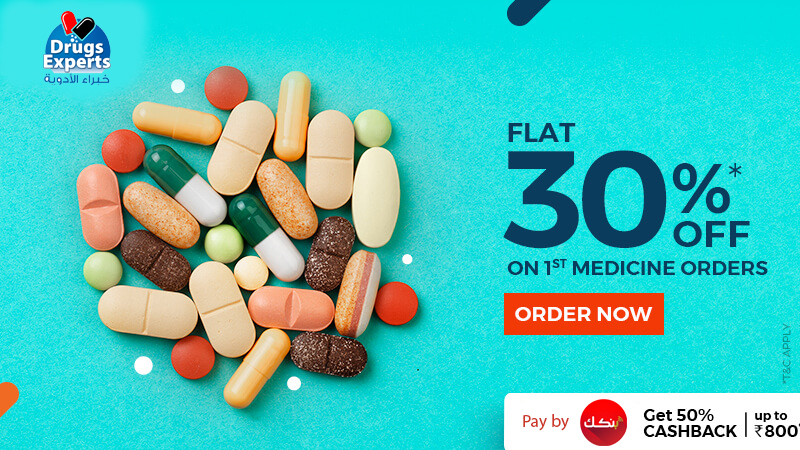 Drugs
Experts
خبراء الأدوية
FLAT
30%*
OFF
ON 1ST MEDICINE ORDERS
ORDER NOW
*T&C APPLY
Pay by
بنكك
Get 50%
CASHBACK
up to
₹800*